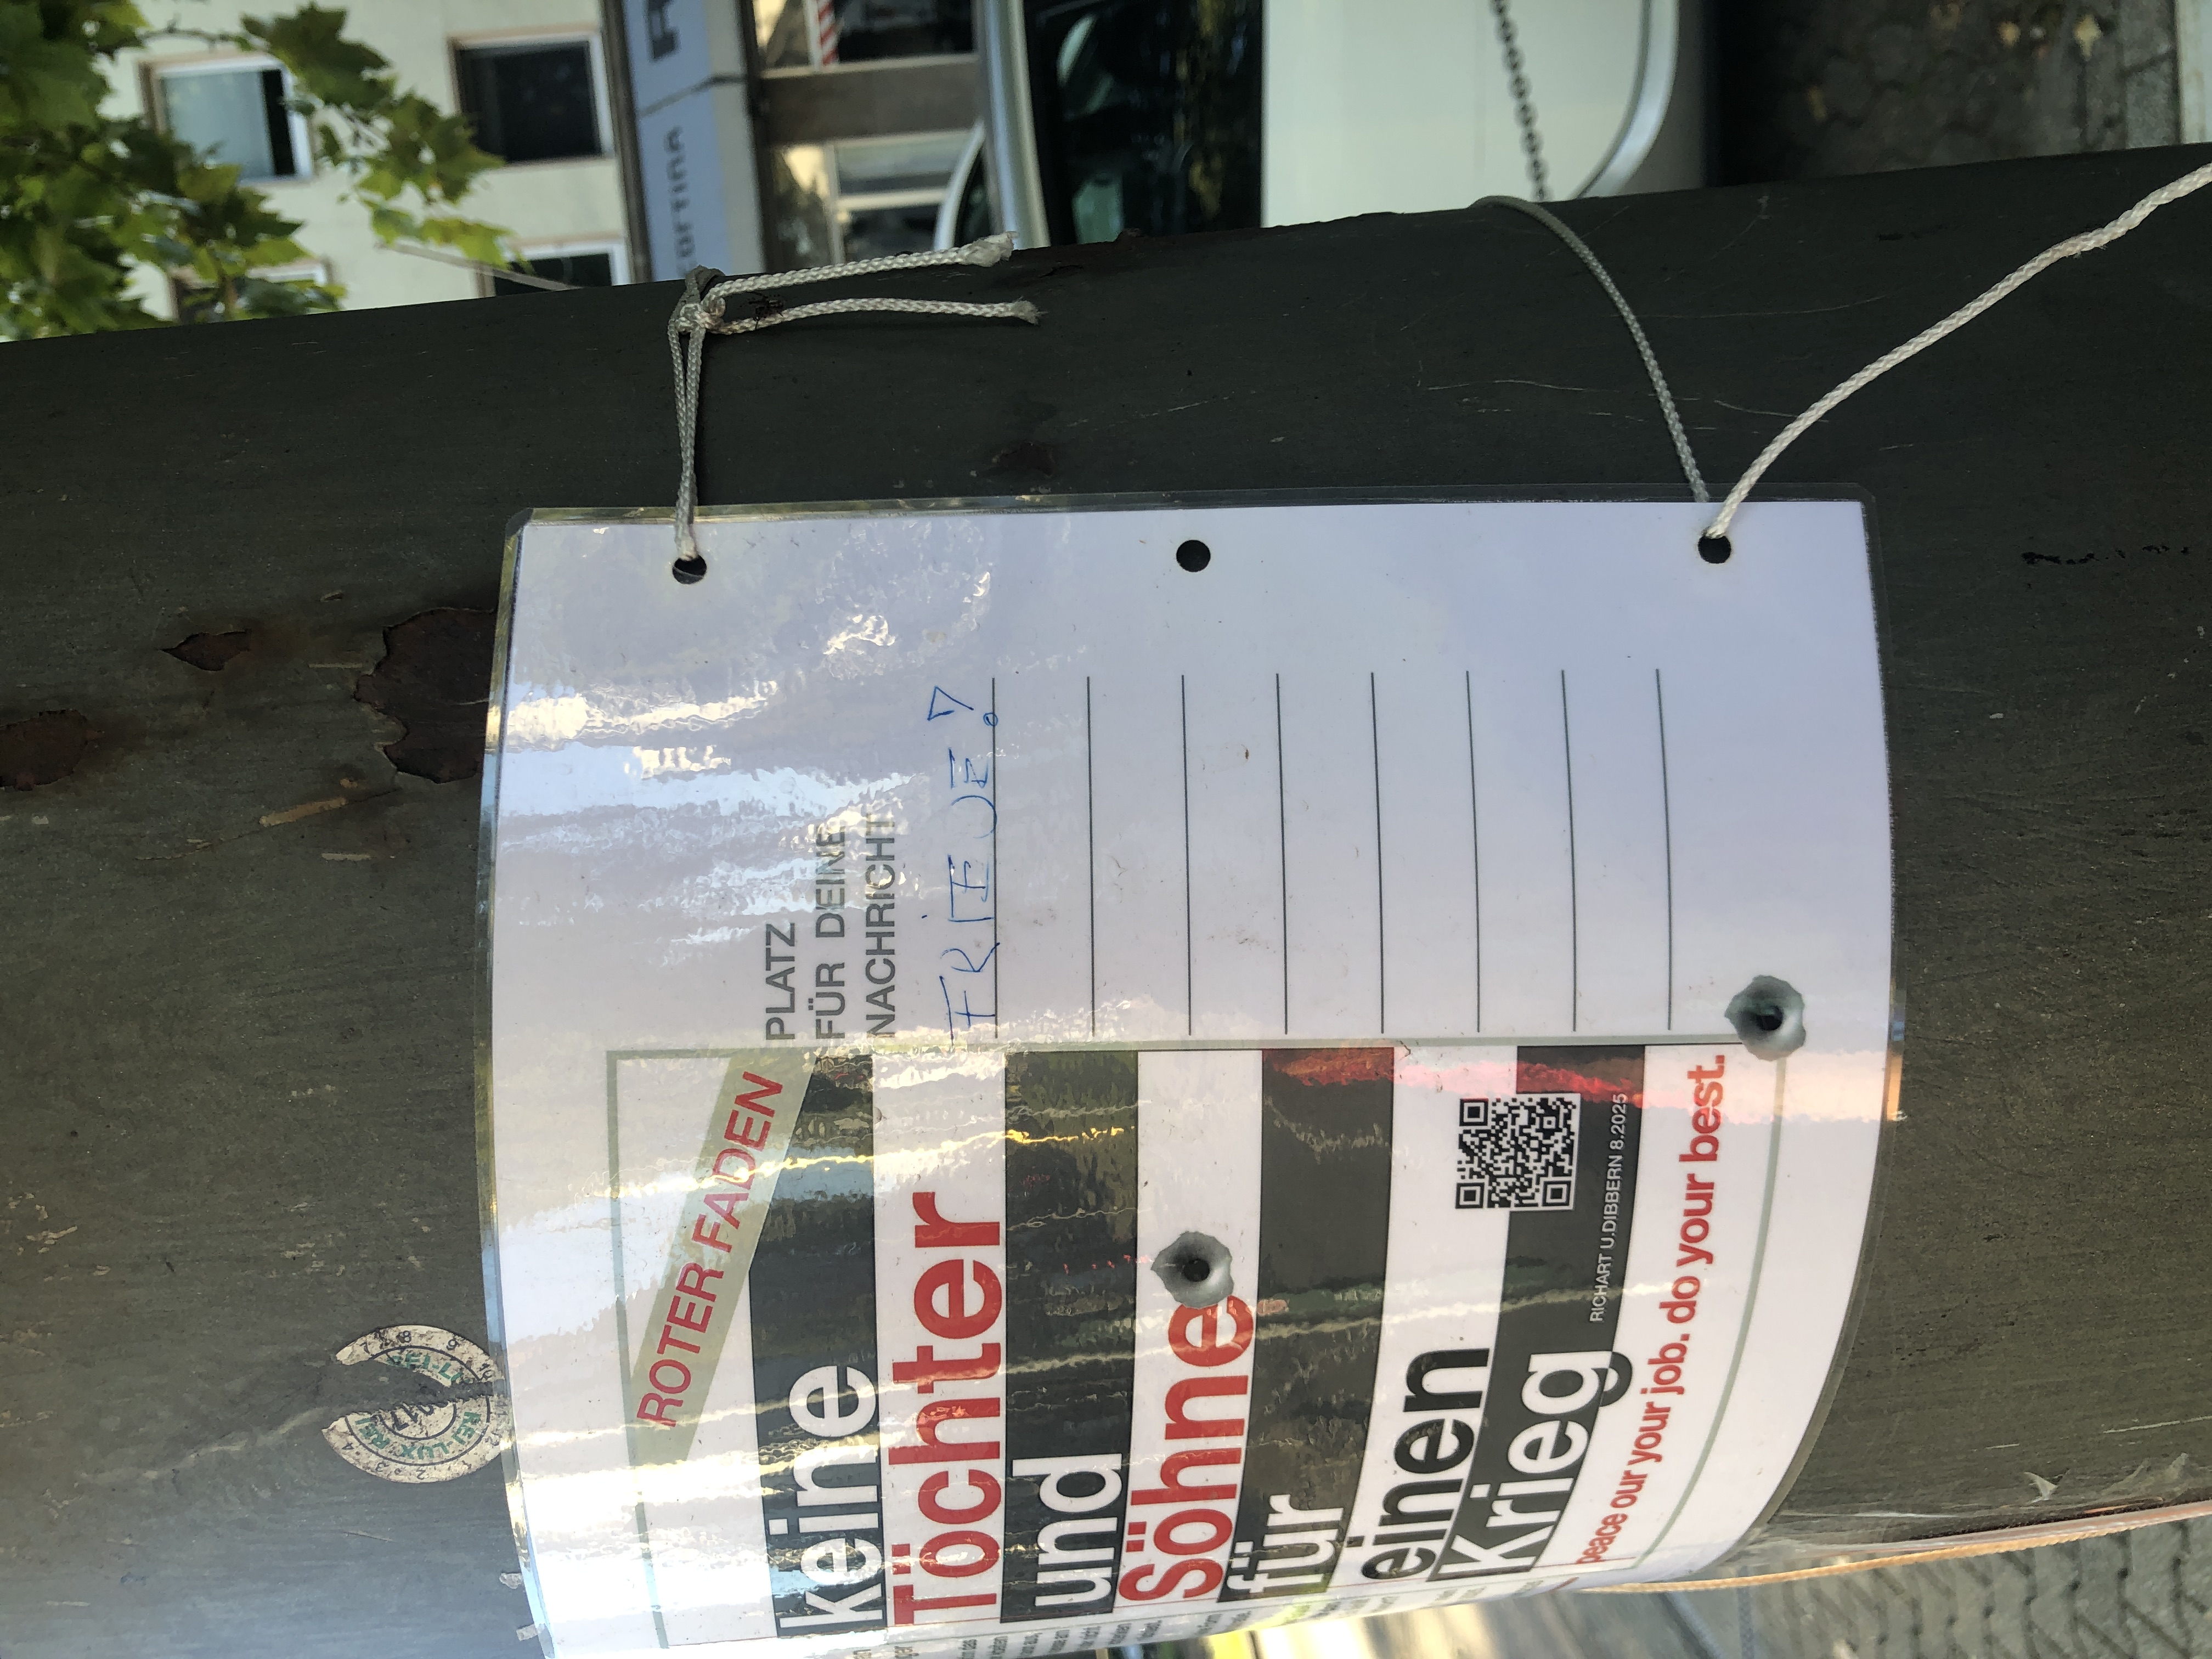 ROTER FADEN
keine
Töchter
und
Söhne
für
einen
Krieg
RICHART U.DIBBERN 8.2025
peace our your job. do your best.
PLATZ
FÜR DEINE
NACHRICHT
FRIEDE!